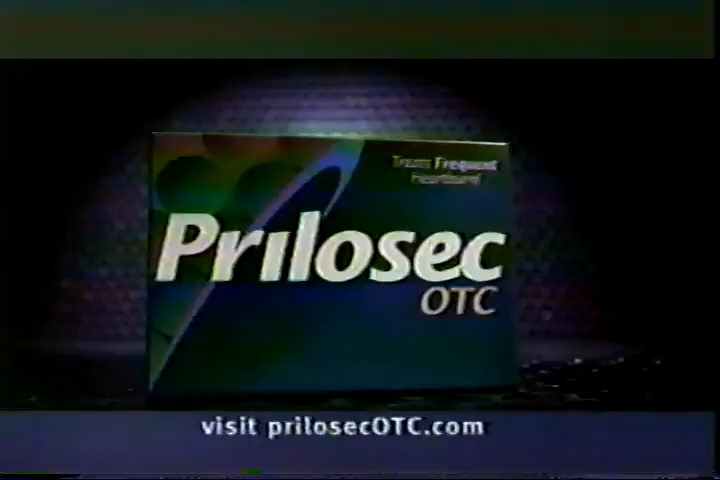 Treats Frequent
Heartburn!
Prilosec
OTC
visit prilosecOTC.com